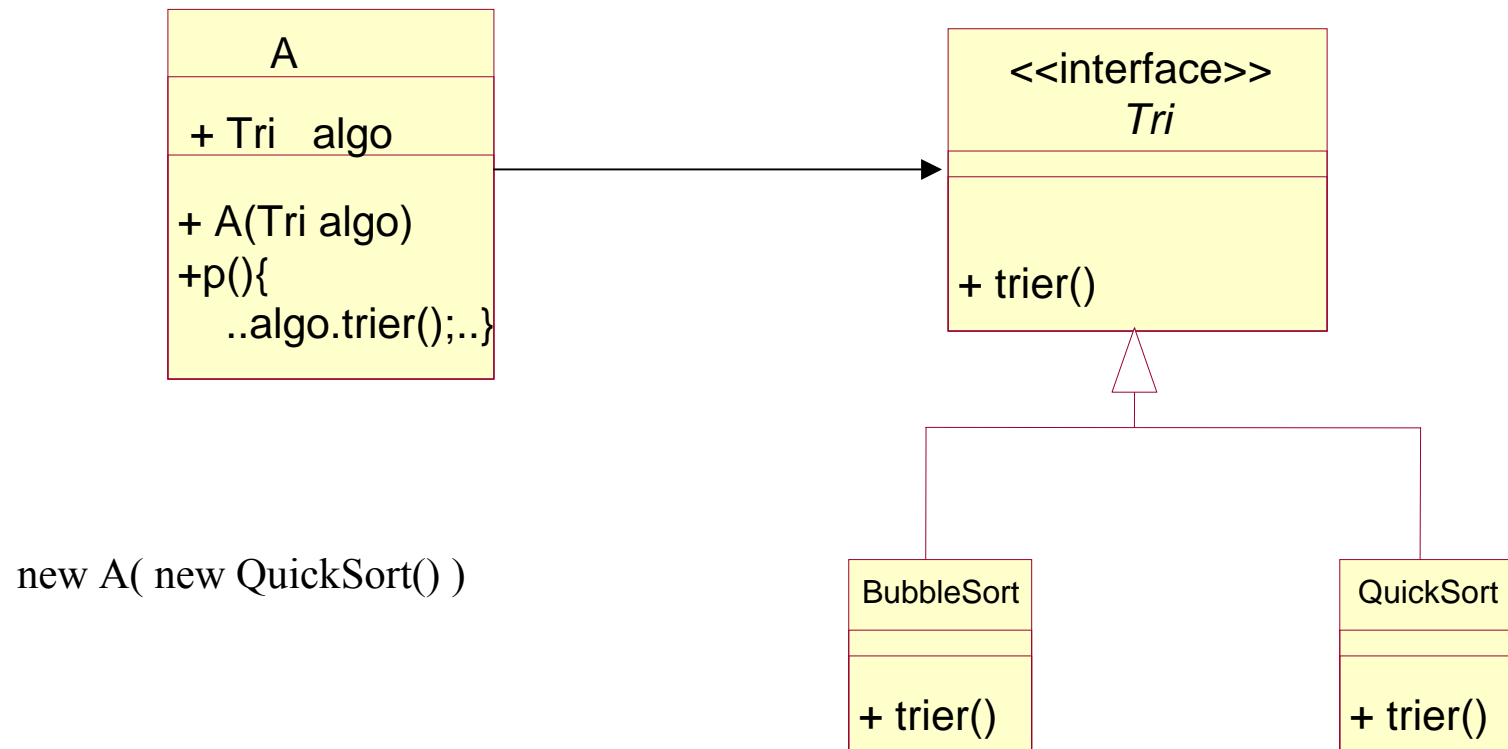 A
+ Tri algo
+ A(Tri algo)
+p(){
..algo.trier();..}
<<interface>>
Tri
+ trier()
new A( new QuickSort() )
BubbleSort
+ trier()
QuickSort
+ trier()